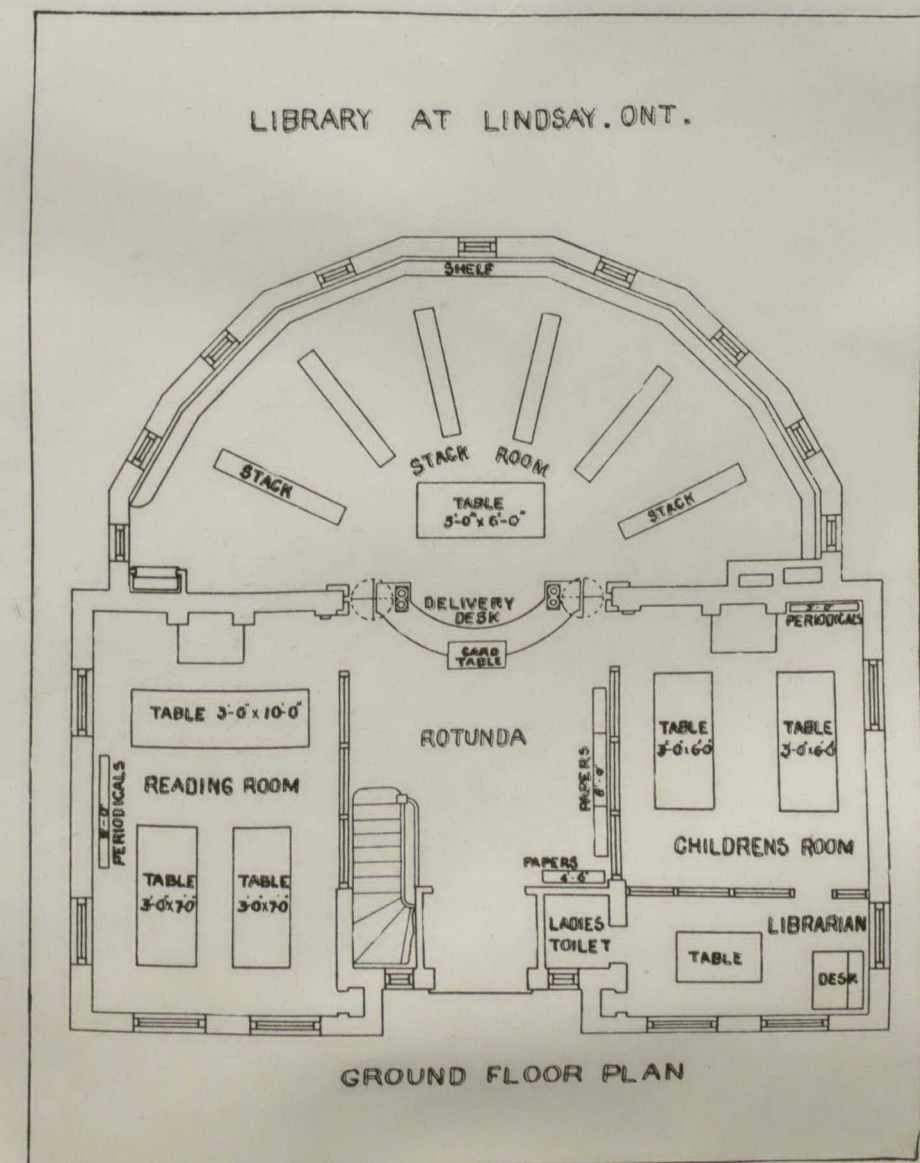 LIBRARY AT LINDSAY. ONT.
SHELF
STACK ROOM
STACK
STACK
TABLE
3'-0" x 6'-0"
DELIVERY
DESK
CARD
TABLE
PERIODICALS
TABLE 3'-0" x 10'-0"
ROTUNDA
TABLE
3'-0"x6'-0"
TABLE
3'-0"x6'-0"
READING ROOM
PERIODICALS
PAPERS
CHILDRENS ROOM
PAPERS
4'-6"
TABLE
3'-0"x7'-0"
TABLE
3'-0"x7'-0"
LADIES
TOILET
LIBRARIAN
TABLE
DESK
GROUND FLOOR PLAN